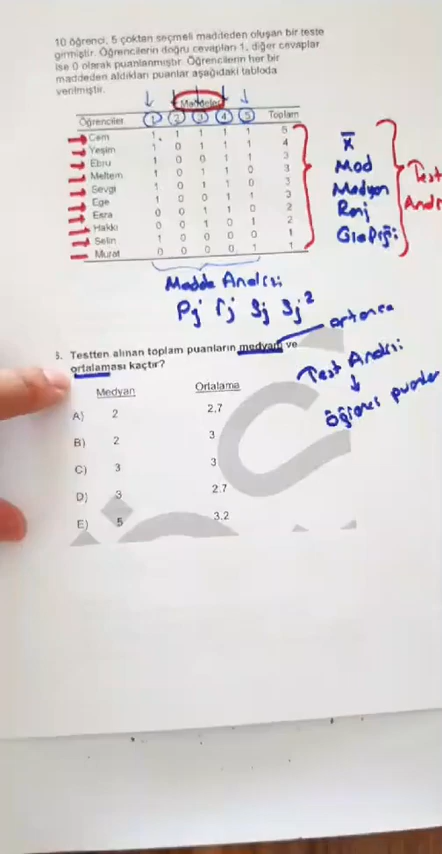 10 öğrenci, 5 çoktan seçmeli maddeden oluşan bir teste
girmiştir. Öğrencilerin doğru cevapları 1, diğer cevaplar
ise 0 olarak puanlanmıştır. Öğrencilerin her bir
maddeden aldıkları puanlar aşağıdaki tabloda
verilmiştir.
Maddeler
Öğrenciler 1 2 3 4 5 Toplam
Cem 1 1 1 1 1 5
Yeşim 1 0 1 1 1 4
Ebru 1 0 0 1 1 3
Meltem 1 0 1 1 0 3
Sevgi 1 0 1 1 0 3
Ege 1 0 0 1 1 3
Esra 0 0 1 1 0 2
Hakkı 0 0 1 0 1 2
Selin 1 0 0 0 0 1
Murat 0 0 0 0 1 1
x̄
Mod
Medyan
Ranj
Test
Madde Analizi
Pj rj Sj Sj²
ortanca
Testten alınan toplam puanların medyanı ve
ortalaması kaçtır?
Test Analizi
Medyan Ortalama
A) 2 2.7
B) 2 3
C) 3 3
D) 3 2.7
E) 5 3.2